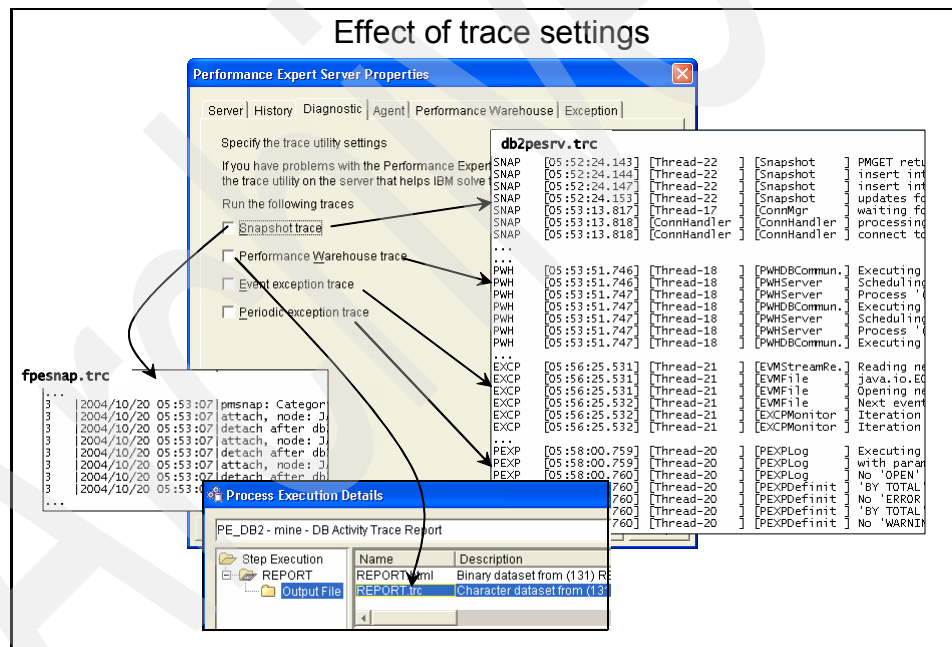 Effect of trace settings
Performance Expert Server Properties
Server History Diagnostic Agent Performance Warehouse Exception
Specify the trace utility settings
If you have problems with the Performance Exper
the trace utility on the server that helps IBM solve
Run the following traces
Snapshot trace
Performance Warehouse trace
Event exception trace
Periodic exception trace
db2pesrv.trc
SNAP [05:52:24.143] [Thread-22 ] [Snapshot ] PMGET retu
SNAP [05:52:24.144] [Thread-22 ] [Snapshot ] insert int
SNAP [05:52:24.147] [Thread-22 ] [Snapshot ] insert int
SNAP [05:52:24.153] [Thread-22 ] [Snapshot ] updates fo
SNAP [05:53:13.817] [Thread-17 ] [ConnMgr ] waiting fo
SNAP [05:53:13.818] [ConnHandler ] [ConnHandler ] processing
SNAP [05:53:13.818] [ConnHandler ] [ConnHandler ] connect to
...
PWH [05:53:51.746] [Thread-18 ] [PWHDBCommun.] Executing
PWH [05:53:51.746] [Thread-18 ] [PWHServer ] Scheduling
PWH [05:53:51.747] [Thread-18 ] [PWHServer ] Process '(
PWH [05:53:51.747] [Thread-18 ] [PWHDBCommun.] Executing
PWH [05:53:51.747] [Thread-18 ] [PWHServer ] Scheduling
PWH [05:53:51.747] [Thread-18 ] [PWHServer ] Process '(
PWH [05:53:51.747] [Thread-18 ] [PWHDBCommun.] Executing
...
EXCP [05:56:25.531] [Thread-21 ] [EVMStreamRe.] Reading ne
EXCP [05:56:25.531] [Thread-21 ] [EVMFile ] java.io.EO
EXCP [05:56:25.531] [Thread-21 ] [EVMFile ] Opening ne
EXCP [05:56:25.532] [Thread-21 ] [EVMFile ] Next event
EXCP [05:56:25.532] [Thread-21 ] [EXCPMonitor ] Iteration
EXCP [05:56:25.532] [Thread-21 ] [EXCPMonitor ] Iteration
...
PEXP [05:58:00.759] [Thread-20 ] [PEXPLog ] Executing
PEXP [05:58:00.759] [Thread-20 ] [PEXPLog ] with param
PEXP [05:58:00.760] [Thread-20 ] [PEXPLog ] No 'OPEN'
760] [Thread-20 ] [PEXPDefinit ] 'BY TOTAL'
760] [Thread-20 ] [PEXPDefinit ] No 'ERROR
760] [Thread-20 ] [PEXPDefinit ] 'BY TOTAL'
760] [Thread-20 ] [PEXPDefinit ] No 'WARNIN
fpesnap.trc
...
3 |2004/10/20 05:53:07|pmsnap: Categor
3 |2004/10/20 05:53:07|attach, node: J
3 |2004/10/20 05:53:07|detach after db
3 |2004/10/20 05:53:07|attach, node: J
3 |2004/10/20 05:53:07|detach after db
3 |2004/10/20 05:53:07|attach, node: J
3 |2004/10/20 05:53:07|detach after db
3 |2004/10/20 05:53:0
...
Process Execution Details
PE_DB2 - mine - DB Activity Trace Report
Step Execution
REPORT
Output File
Name Description
REPORT.html Binary dataset from (131) RE
REPORT.trc Character dataset from (131